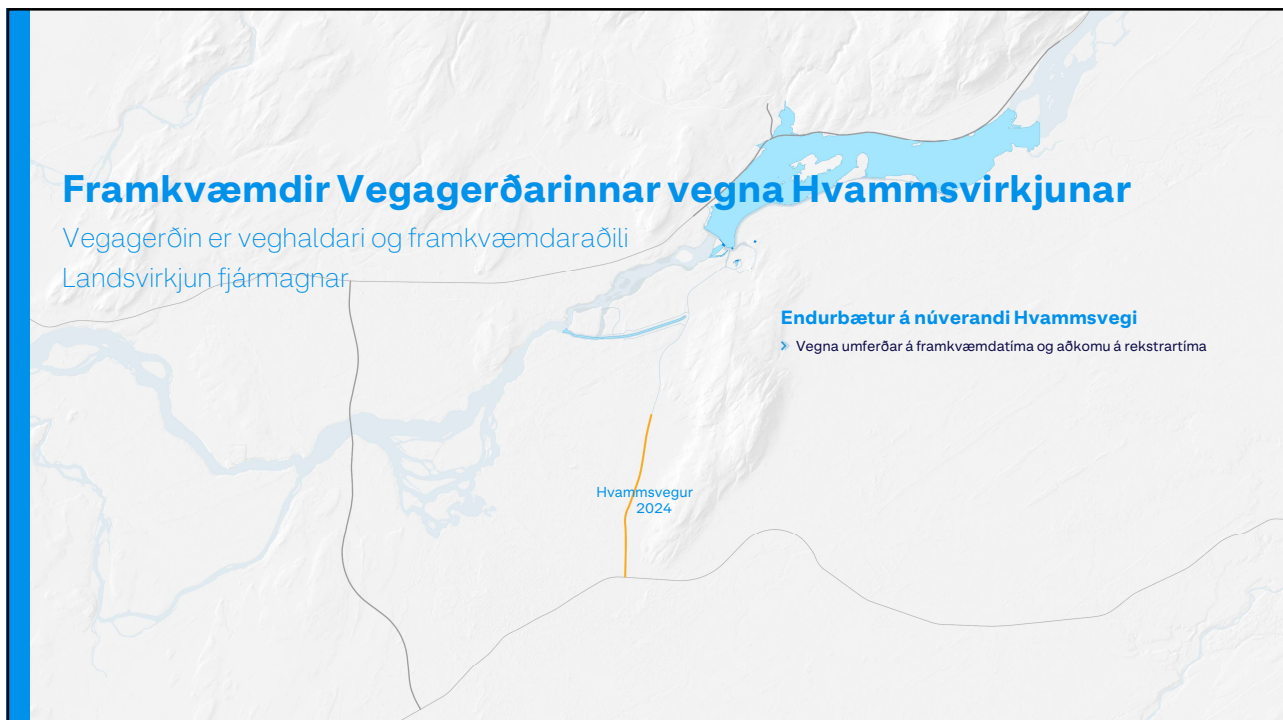 Framkvæmdir Vegagerðarinnar vegna Hvammsvirkjunar
Vegagerðin er veghaldari og framkvæmdaraðili
Landsvirkjun fjármagnar
Endurbætur á núverandi Hvammsvegi
Vegna umferðar á framkvæmdatíma og aðkomu á rekstrartíma
Hvammsvegur
2024